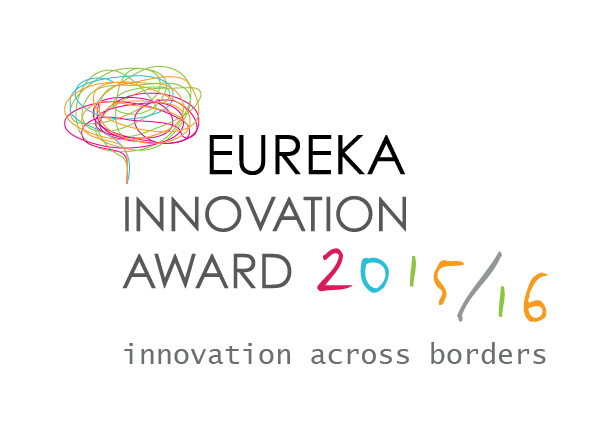 EUREKA
INNOVATION
AWARD 2015/16
innovation across borders